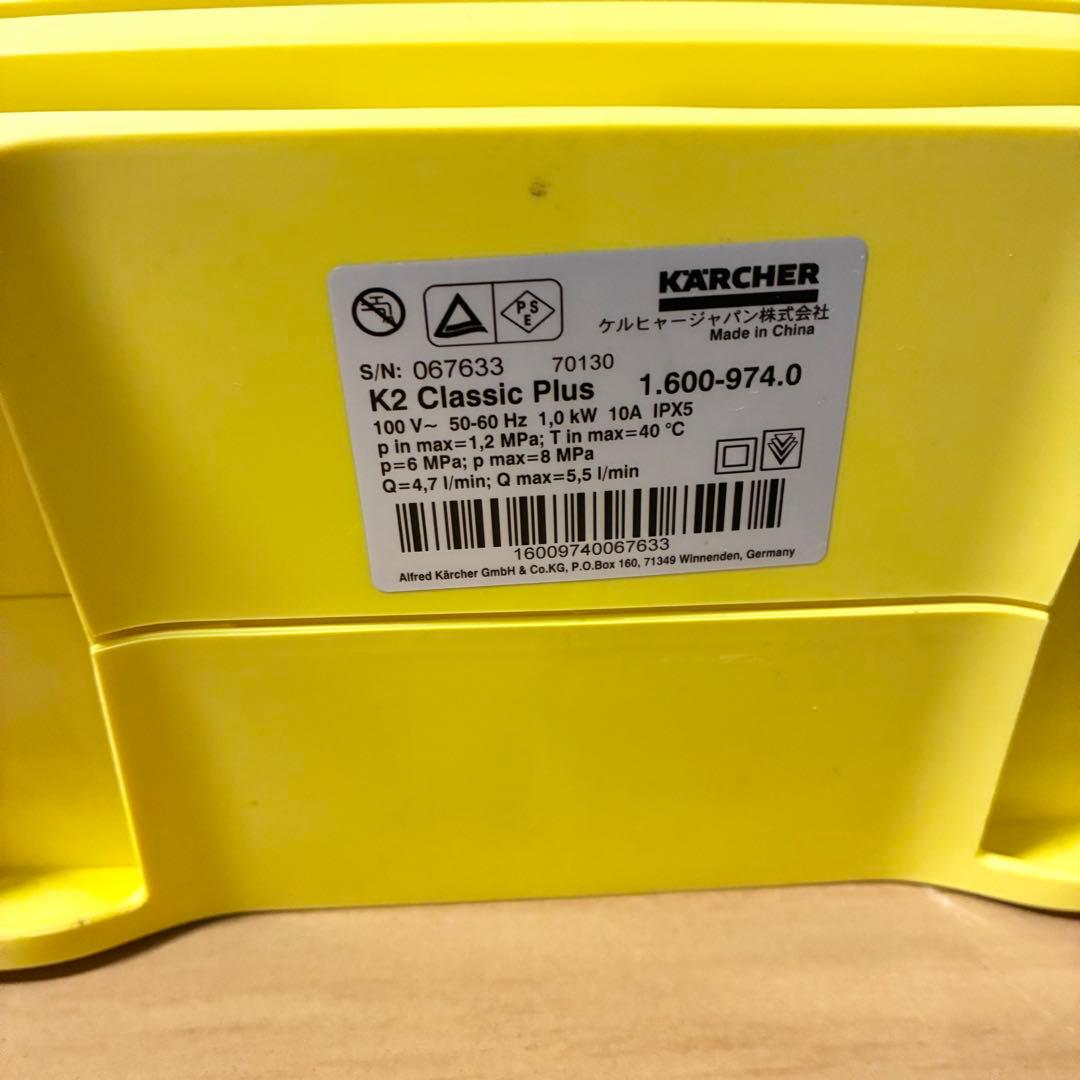 KÄRCHER
P S
E
ケルヒャージャパン株式会社
Made in China
S/N: 067633 70130
K2 Classic Plus 1.600-974.0
100 V~ 50-60 Hz 1,0 kW 10A IPX5
p in max=1,2 MPa; T in max=40 °C
p=6 MPa; p max=8 MPa
Q=4,7 l/min; Q max=5,5 l/min
16009740067633
Alfred Kärcher GmbH & Co.KG, P.O.Box 160, 71349 Winnenden, Germany